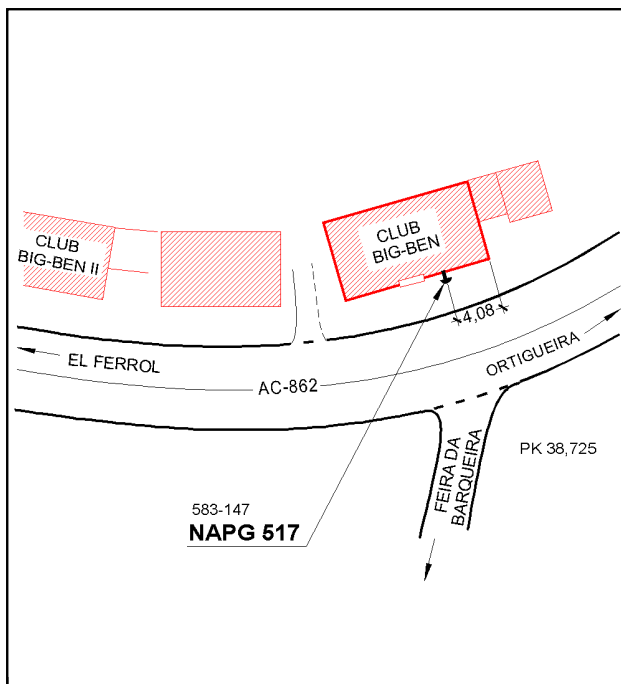 CLUB
BIG-BEN II
CLUB
BIG-BEN
4,08
EL FERROL
AC-862
ORTIGUEIRA
FEIRA DA
BARQUEIRA
PK 38,725
583-147
NAPG 517